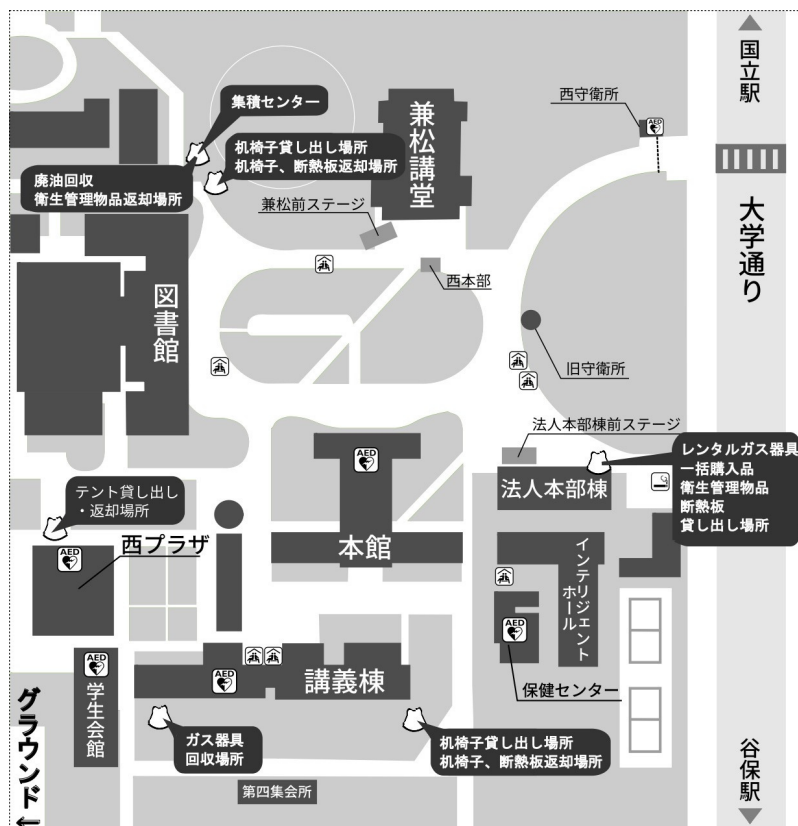 国立駅
集積センター
西守衛所
AED
兼松講堂
机椅子貸し出し場所
机椅子、断熱板返却場所
廃油回収
衛生管理物品返却場所
兼松前ステージ
大学通り
西本部
図書館
旧守衛所
法人本部棟前ステージ
レンタルガス器具
一括購入品
衛生管理物品
断熱板
貸し出し場所
AED
法人本部棟
テント貸し出し
・返却場所
西プラザ
AED
本館
インテリジェント
ホール
AED
保健センター
AED
学生会館
AED
講義棟
グラウンド←
ガス器具
回収場所
机椅子貸し出し場所
机椅子、断熱板返却場所
第四集会所
谷保駅